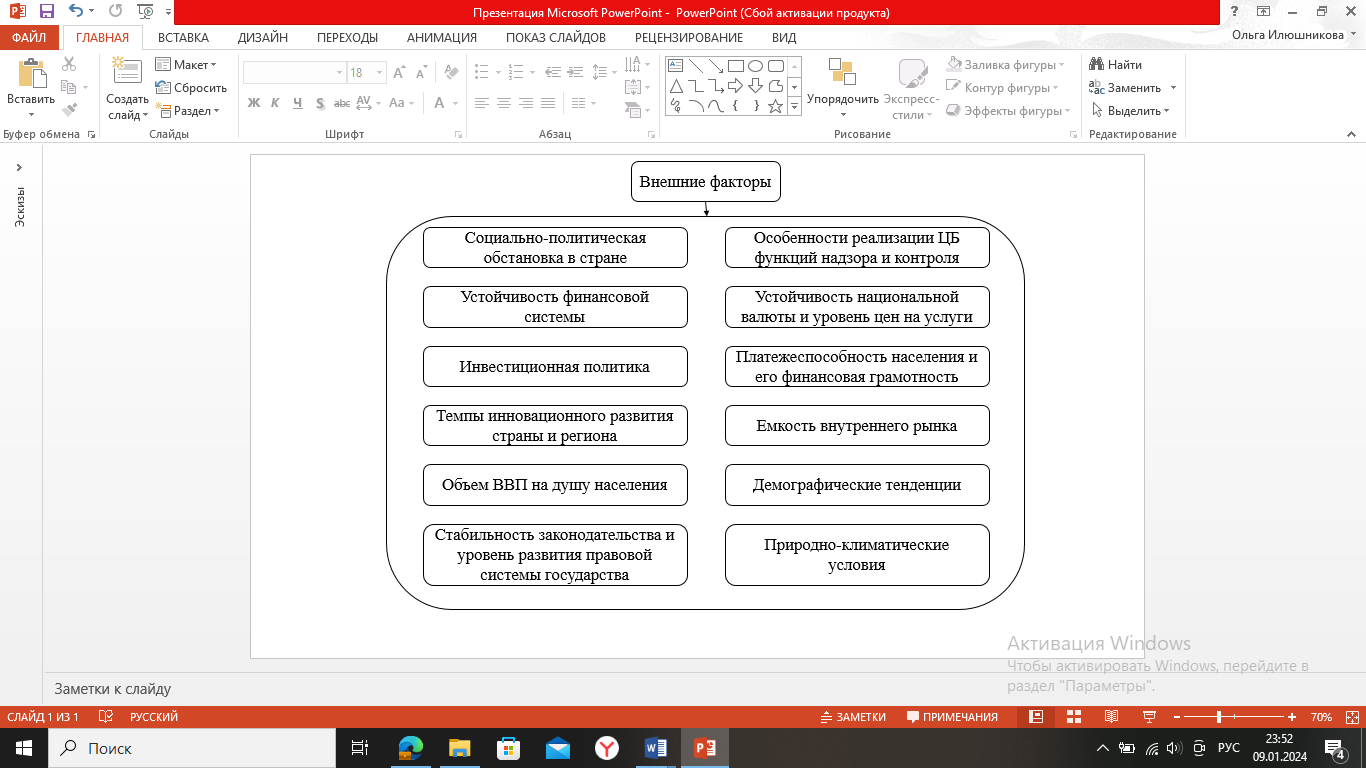 Презентация Microsoft PowerPoint - PowerPoint (Сбой активации продукта)
ФАЙЛ ГЛАВНАЯ ВСТАВКА ДИЗАЙН ПЕРЕХОДЫ АНИМАЦИЯ ПОКАЗ СЛАЙДОВ РЕЦЕНЗИРОВАНИЕ ВИД
Ольга Илюшникова
Вставить
Буфер обмена
Создать
слайд
Макет
Сбросить
Раздел
Слайды
18
Ж К Ч S abc AV Aa A
Шрифт
Абзац
Упорядочить
Экспресс-
стили
Заливка фигуры
Контур фигуры
Эффекты фигуры
Рисование
Найти
Заменить
Выделить
Редактирование
Эскизы
Внешние факторы
Социально-политическая
обстановка в стране
Особенности реализации ЦБ
функций надзора и контроля
Устойчивость финансовой
системы
Устойчивость национальной
валюты и уровень цен на услуги
Инвестиционная политика
Платежеспособность населения и
его финансовая грамотность
Темпы инновационного развития
страны и региона
Емкость внутреннего рынка
Объем ВВП на душу населения
Демографические тенденции
Стабильность законодательства и
уровень развития правовой
системы государства
Природно-климатические
условия
Активация Windows
Чтобы активировать Windows, перейдите в
раздел "Параметры".
Заметки к слайду
СЛАЙД 1 ИЗ 1 РУССКИЙ ЗАМЕТКИ ПРИМЕЧАНИЯ 70%
Поиск
РУС
23:52
09.01.2024
4